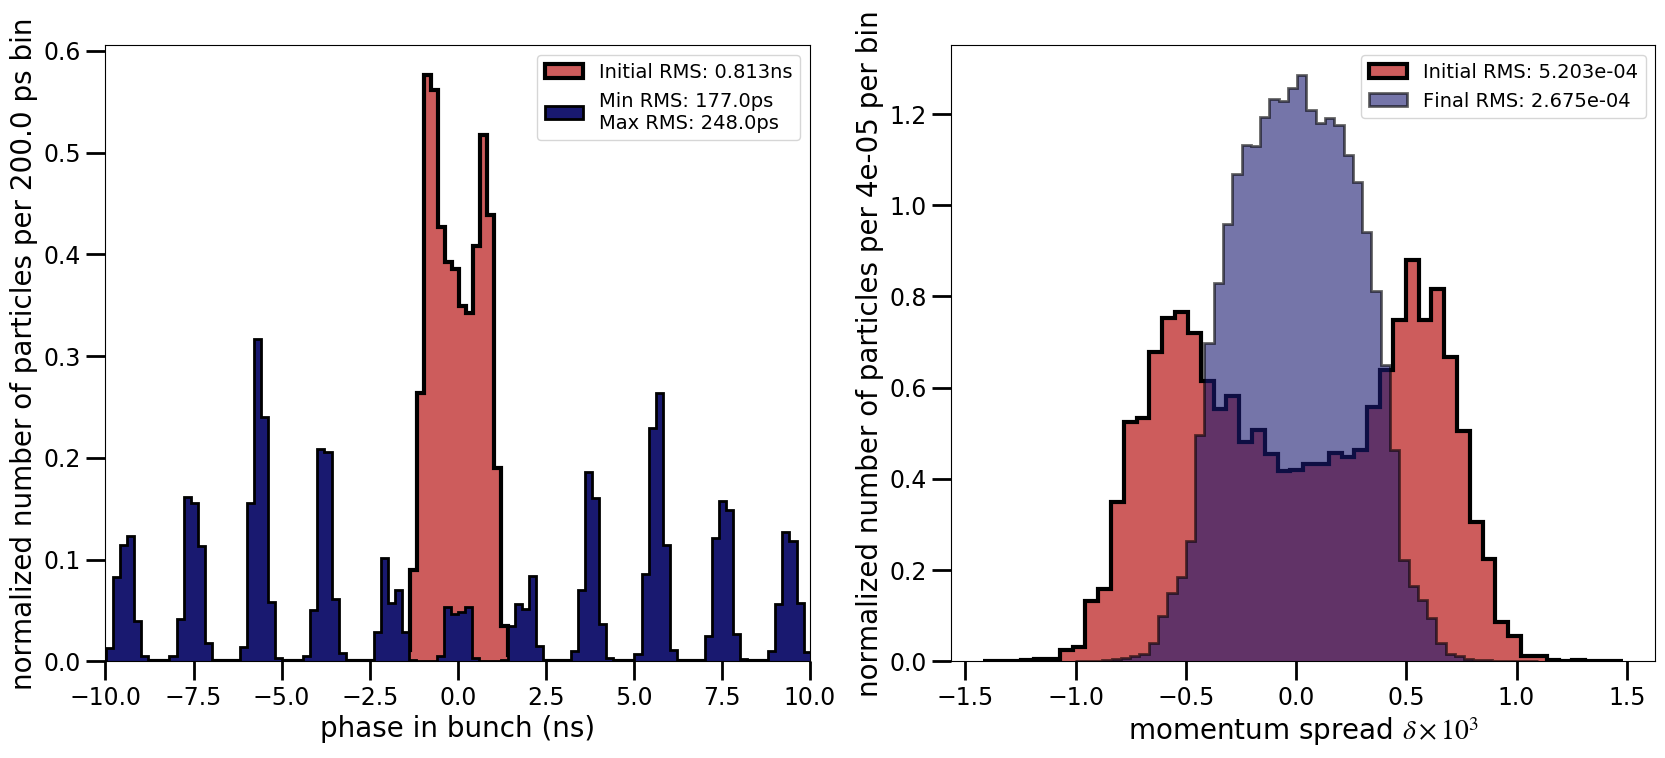 normalized number of particles per 200.0 ps bin
0.6
0.5
0.4
0.3
0.2
0.1
0.0
Initial RMS: 0.813ns
Min RMS: 177.0ps
Max RMS: 248.0ps
−10.0 −7.5 −5.0 −2.5 0.0 2.5 5.0 7.5 10.0
phase in bunch (ns)
normalized number of particles per 4e-05 per bin
1.2
1.0
0.8
0.6
0.4
0.2
0.0
Initial RMS: 5.203e-04
Final RMS: 2.675e-04
−1.5 −1.0 −0.5 0.0 0.5 1.0 1.5
momentum spread δ×10³